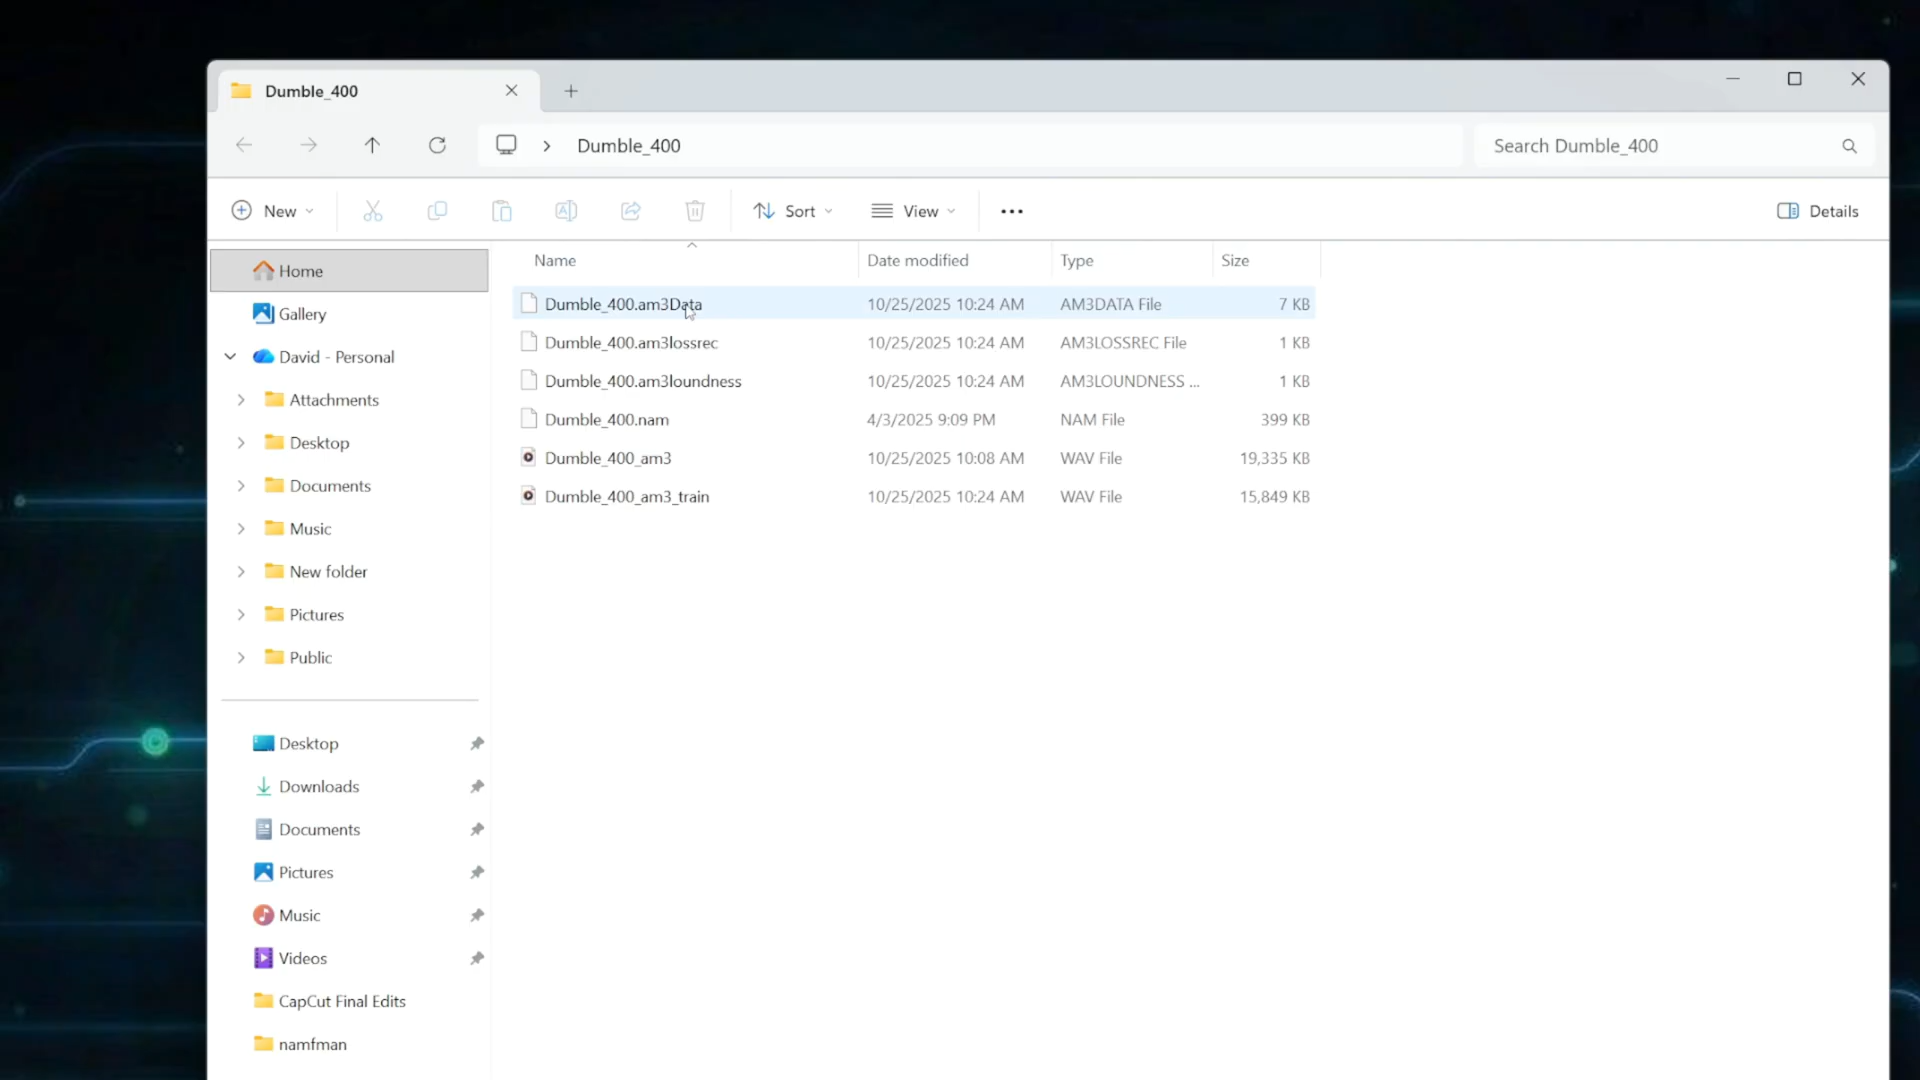 Dumble_400
Dumble_400
Search Dumble_400
New
Sort
View
Details
Name
Date modified
Type
Size
Home
Gallery
David - Personal
Attachments
Desktop
Documents
Music
New folder
Pictures
Public
Desktop
Downloads
Documents
Pictures
Music
Videos
CapCut Final Edits
namfman
Dumble_400.am3Data 10/25/2025 10:24 AM AM3DATA File 7 KB
Dumble_400.am3lossrec 10/25/2025 10:24 AM AM3LOSSREC File 1 KB
Dumble_400.am3loundness 10/25/2025 10:24 AM AM3LOUNDNESS ... 1 KB
Dumble_400.nam 4/3/2025 9:09 PM NAM File 399 KB
Dumble_400_am3 10/25/2025 10:08 AM WAV File 19,335 KB
Dumble_400_am3_train 10/25/2025 10:24 AM WAV File 15,849 KB